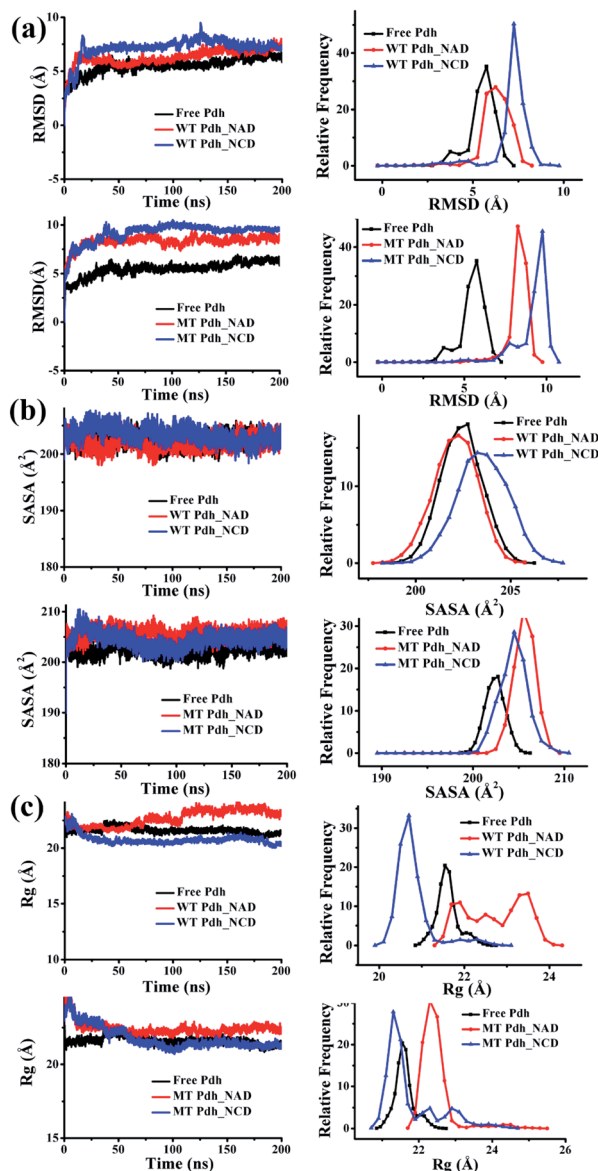 (a)
10
5
0
5
RMSD (Å)
Free Pdh
WT Pdh_NAD
WT Pdh_NCD
0 50 100 150 200
Time (ns)
40
20
0
Relative Frequency
Free Pdh
WT Pdh_NAD
WT Pdh_NCD
0 5 10
RMSD (Å)
10
5
0
5
RMSD(Å)
Free Pdh
MT Pdh_NAD
MT Pdh_NCD
0 50 100 150 200
Time (ns)
40
20
0
Relative Frequency
Free Pdh
MT Pdh_NAD
MT Pdh_NCD
0 5 10
RMSD (Å)
(b)
200
190
180
SASA (Å²)
Free Pdh
WT Pdh_NAD
WT Pdh_NCD
0 50 100 150 200
Time (ns)
10
0
Relative Frequency
Free Pdh
WT Pdh_NAD
WT Pdh_NCD
200 205
SASA (Å²)
210
200
190
180
SASA (Å²)
Free Pdh
MT Pdh_NAD
MT Pdh_NCD
0 50 100 150 200
Time (ns)
30
20
10
0
Relative Frequency
Free Pdh
MT Pdh_NAD
MT Pdh_NCD
190 200 210
SASA (Å²)
(c)
20
15
10
Rg (Å)
Free Pdh
WT Pdh_NAD
WT Pdh_NCD
0 50 100 150 200
Time (ns)
30
20
10
0
Relative Frequency
Free Pdh
WT Pdh_NAD
WT Pdh_NCD
20 22 24
Rg (Å)
20
15
Rg (Å)
Free Pdh
MT Pdh_NAD
MT Pdh_NCD
0 50 100 150 200
Time (ns)
30
20
10
0
Relative Frequency
Free Pdh
MT Pdh_NAD
MT Pdh_NCD
22 24
Rg (Å)